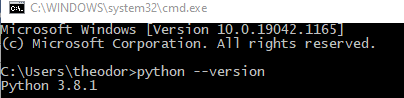 C:\WINDOWS\system32\cmd.exe
Microsoft Windows [Version 10.0.19042.1165]
(c) Microsoft Corporation. All rights reserved.
C:\Users\theodor>python --version
Python 3.8.1